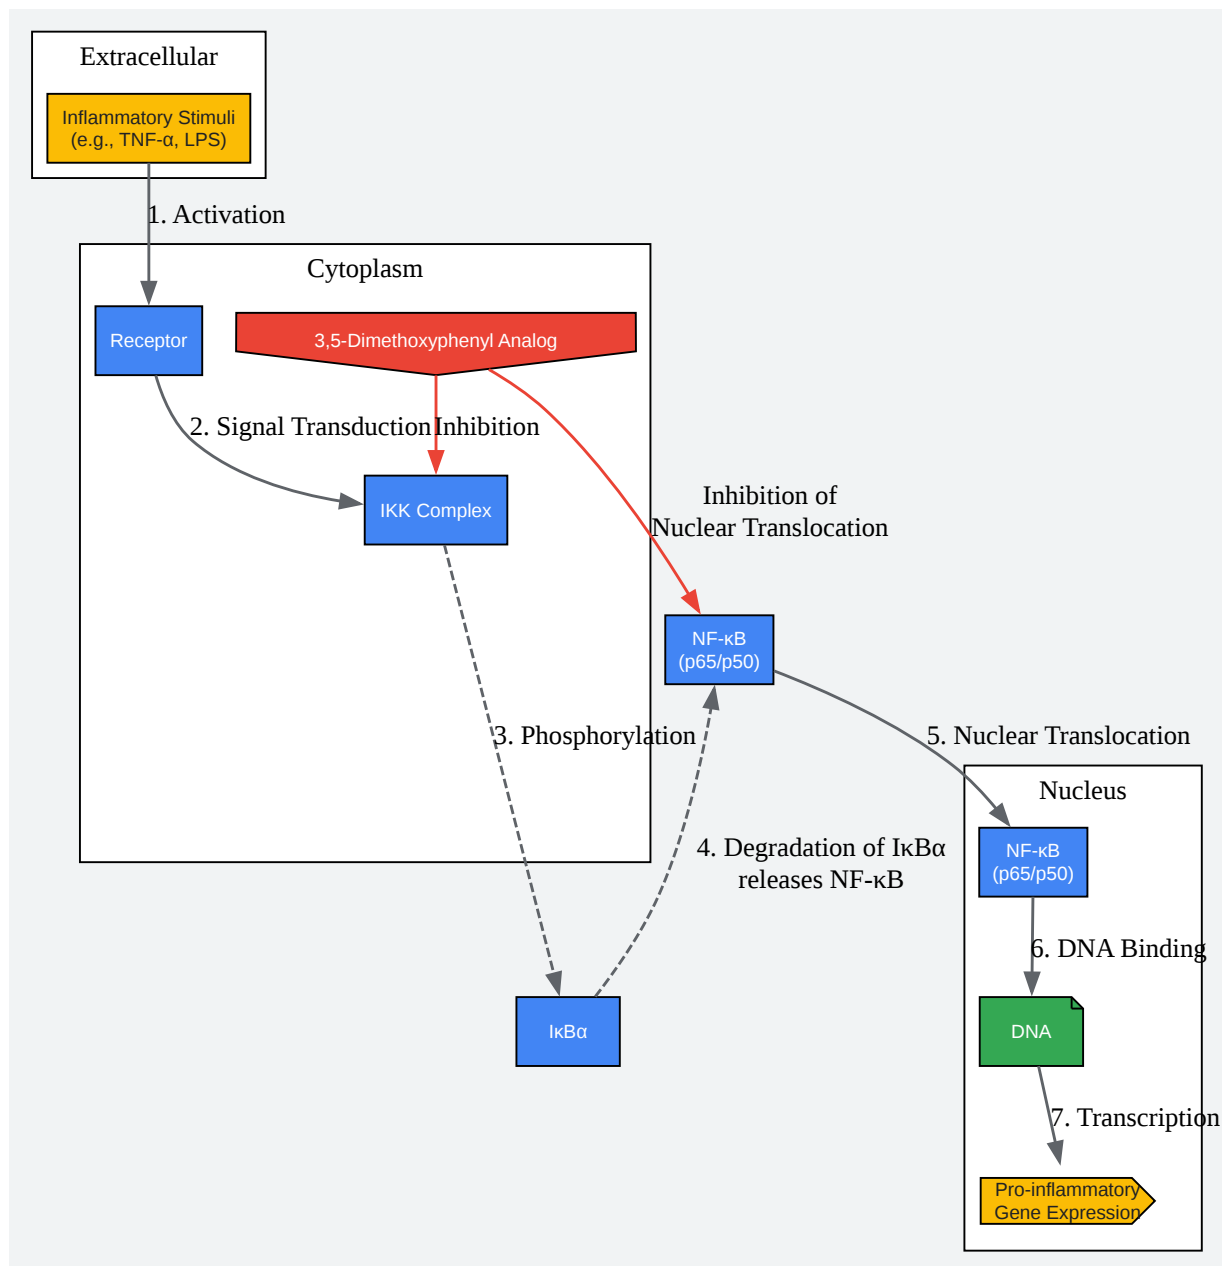 Extracellular
Inflammatory Stimuli
(e.g., TNF-α, LPS)
1. Activation
Cytoplasm
Receptor
3,5-Dimethoxyphenyl Analog
2. Signal Transduction
Inhibition
IKK Complex
Inhibition of
Nuclear Translocation
NF-κB
(p65/p50)
3. Phosphorylation
5. Nuclear Translocation
Nucleus
4. Degradation of IκBα
releases NF-κB
NF-κB
(p65/p50)
6. DNA Binding
IκBα
DNA
7. Transcription
Pro-inflammatory
Gene Expression